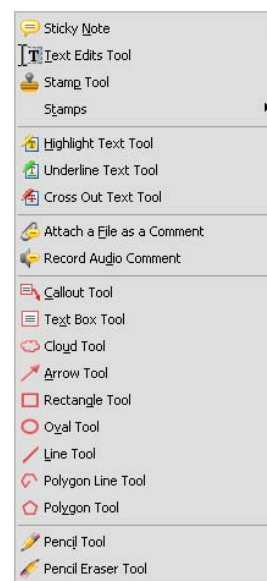 Sticky Note
Text Edits Tool
Stamp Tool
Stamps
Highlight Text Tool
Underline Text Tool
Cross Out Text Tool
Attach a File as a Comment
Record Audio Comment
Callout Tool
Text Box Tool
Cloud Tool
Arrow Tool
Rectangle Tool
Oval Tool
Line Tool
Polygon Line Tool
Polygon Tool
Pencil Tool
Pencil Eraser Tool